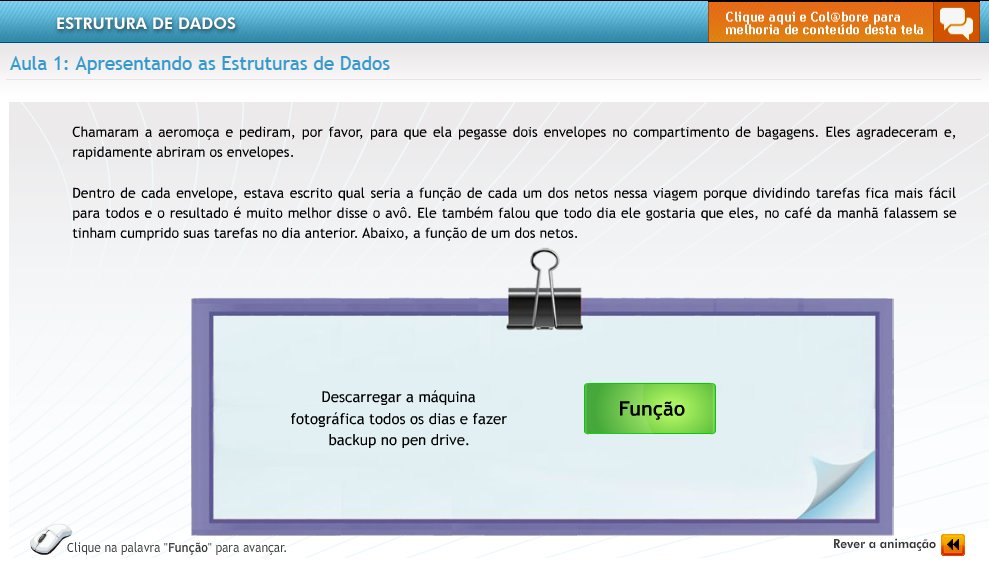 ESTRUTURA DE DADOS
Clique aqui e Col@bore para
melhoria de conteúdo desta tela
Aula 1: Apresentando as Estruturas de Dados
Chamaram a aeromoça e pediram, por favor, para que ela pegasse dois envelopes no compartimento de bagagens. Eles agradeceram e,
rapidamente abriram os envelopes.
Dentro de cada envelope, estava escrito qual seria a função de cada um dos netos nessa viagem porque dividindo tarefas fica mais fácil
para todos e o resultado é muito melhor disse o avô. Ele também falou que todo dia ele gostaria que eles, no café da manhã falassem se
tinham cumprido suas tarefas no dia anterior. Abaixo, a função de um dos netos.
Descarregar a máquina
fotográfica todos os dias e fazer
backup no pen drive.
Função
Clique na palavra "Função" para avançar.
Rever a animação